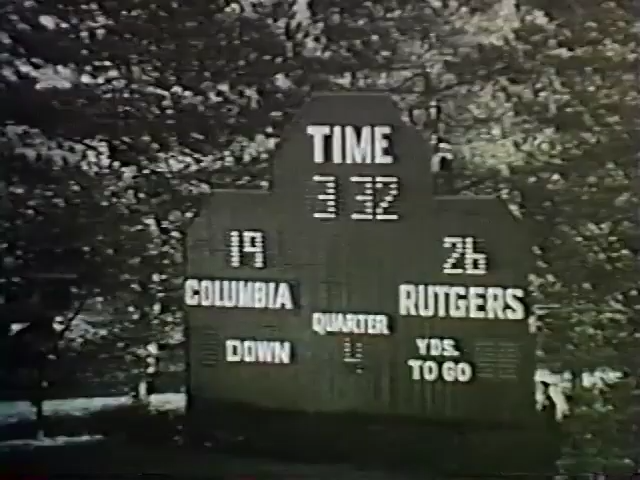 TIME
3 32
19 26
COLUMBIA RUTGERS
QUARTER
DOWN 4 YDS.
TO GO